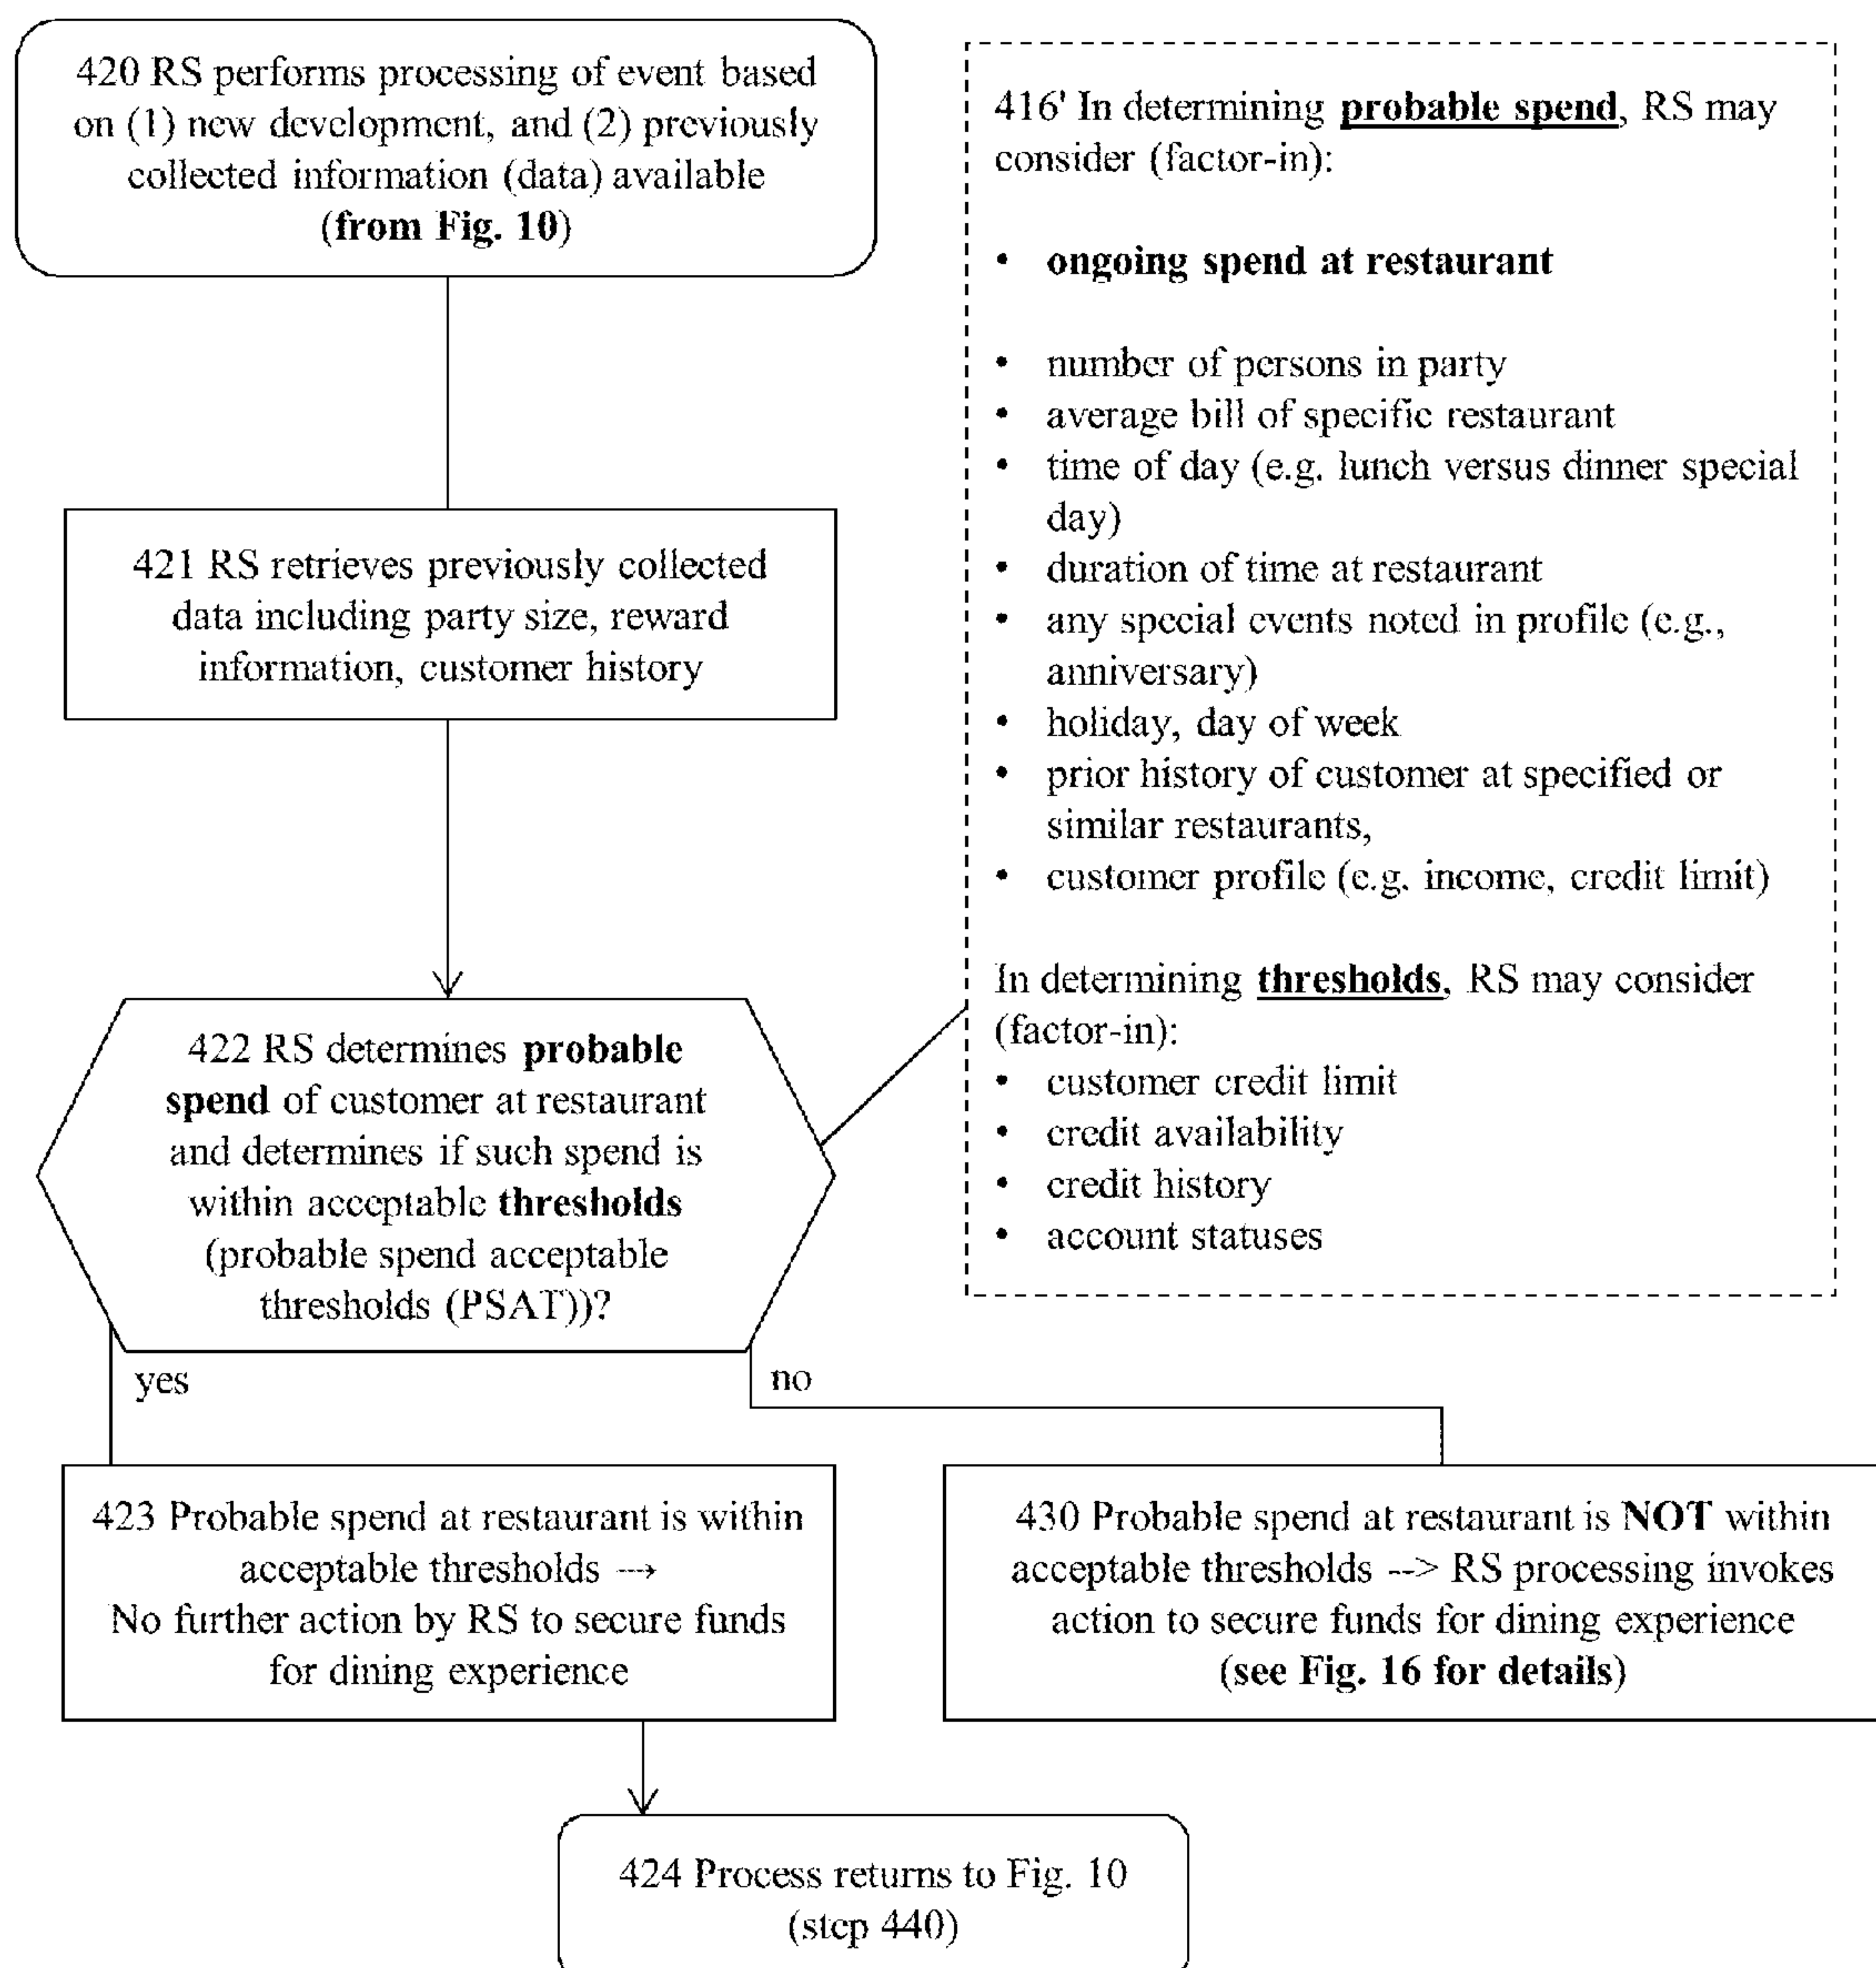 420 RS performs processing of event based
on (1) new development, and (2) previously
collected information (data) available
(from Fig. 10)
421 RS retrieves previously collected
data including party size, reward
information, customer history
422 RS determines probable
spend of customer at restaurant
and determines if such spend is
within acceptable thresholds
(probable spend acceptable
thresholds (PSAT))?
yes
no
423 Probable spend at restaurant is within
acceptable thresholds -→
No further action by RS to secure funds
for dining experience
430 Probable spend at restaurant is NOT within
acceptable thresholds --> RS processing invokes
action to secure funds for dining experience
(see Fig. 16 for details)
424 Process returns to Fig. 10
(step 440)
416' In determining probable spend, RS may
consider (factor-in):
• ongoing spend at restaurant
• number of persons in party
• average bill of specific restaurant
• time of day (e.g. lunch versus dinner special
day)
• duration of time at restaurant
• any special events noted in profile (e.g.,
anniversary)
• holiday, day of week
• prior history of customer at specified or
similar restaurants,
• customer profile (e.g. income, credit limit)
In determining thresholds, RS may consider
(factor-in):
• customer credit limit
• credit availability
• credit history
• account statuses